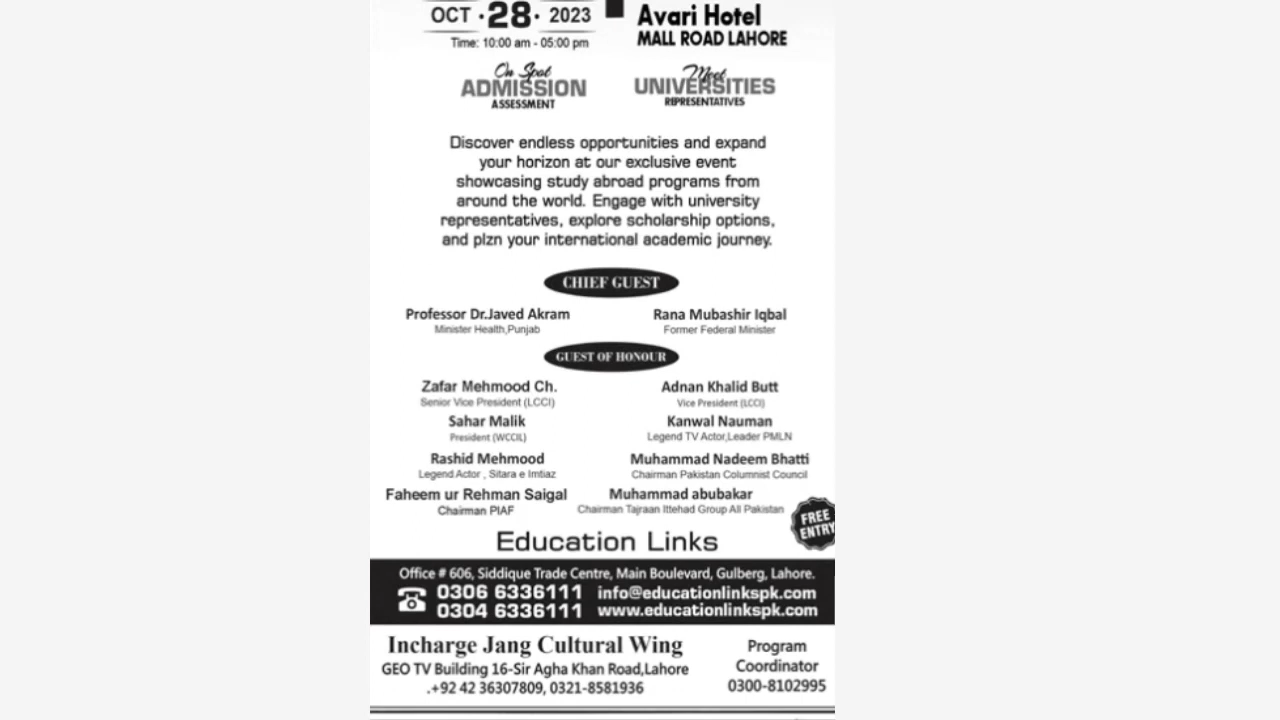 OCT · 28 · 2023
Avari Hotel
MALL ROAD LAHORE
Time: 10:00 am - 05:00 pm
On Spot
ADMISSION
ASSESSMENT
Meet
UNIVERSITIES
REPRESENTATIVES
Discover endless opportunities and expand
your horizon at our exclusive event
showcasing study abroad programs from
around the world. Engage with university
representatives, explore scholarship options,
and plzn your international academic journey.
CHIEF GUEST
Professor Dr.Javed Akram
Minister Health,Punjab
Rana Mubashir Iqbal
Former Federal Minister
GUEST OF HONOUR
Zafar Mehmood Ch.
Senior Vice President (LCCI)
Adnan Khalid Butt
Vice President (LCCI)
Sahar Malik
President (WCCIL)
Kanwal Nauman
Legend TV Actor,Leader PMLN
Rashid Mehmood
Legend Actor , Sitara e Imtiaz
Muhammad Nadeem Bhatti
Chairman Pakistan Columnist Council
Faheem ur Rehman Saigal
Chairman PIAF
Muhammad abubakar
Chairman Tajraan Ittehad Group All Pakistan
FREE
ENTRY
Education Links
Office # 606, Siddique Trade Centre, Main Boulevard, Gulberg, Lahore.
0306 6336111 info@educationlinkspk.com
0304 6336111 www.educationlinkspk.com
Incharge Jang Cultural Wing
GEO TV Building 16-Sir Agha Khan Road,Lahore
.+92 42 36307809, 0321-8581936
Program
Coordinator
0300-8102995